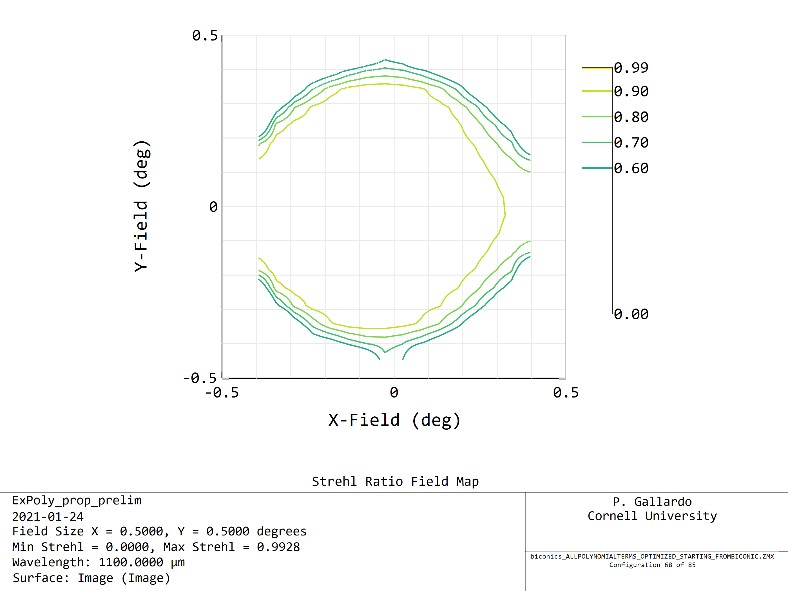 0.5
0
-0.5
Y-Field (deg)
-0.5
0
0.5
X-Field (deg)
0.99
0.90
0.80
0.70
0.60
0.00
Strehl Ratio Field Map
ExPoly_prop_prelim
2021-01-24
Field Size X = 0.5000, Y = 0.5000 degrees
Min Strehl = 0.0000, Max Strehl = 0.9928
Wavelength: 1100.0000 μm
Surface: Image (Image)
P. Gallardo
Cornell University
biconics_ALLPOLYNOMIALTERMS_OPTIMIZED_STARTING_FROMBICONIC.ZMX
Configuration 68 of 85